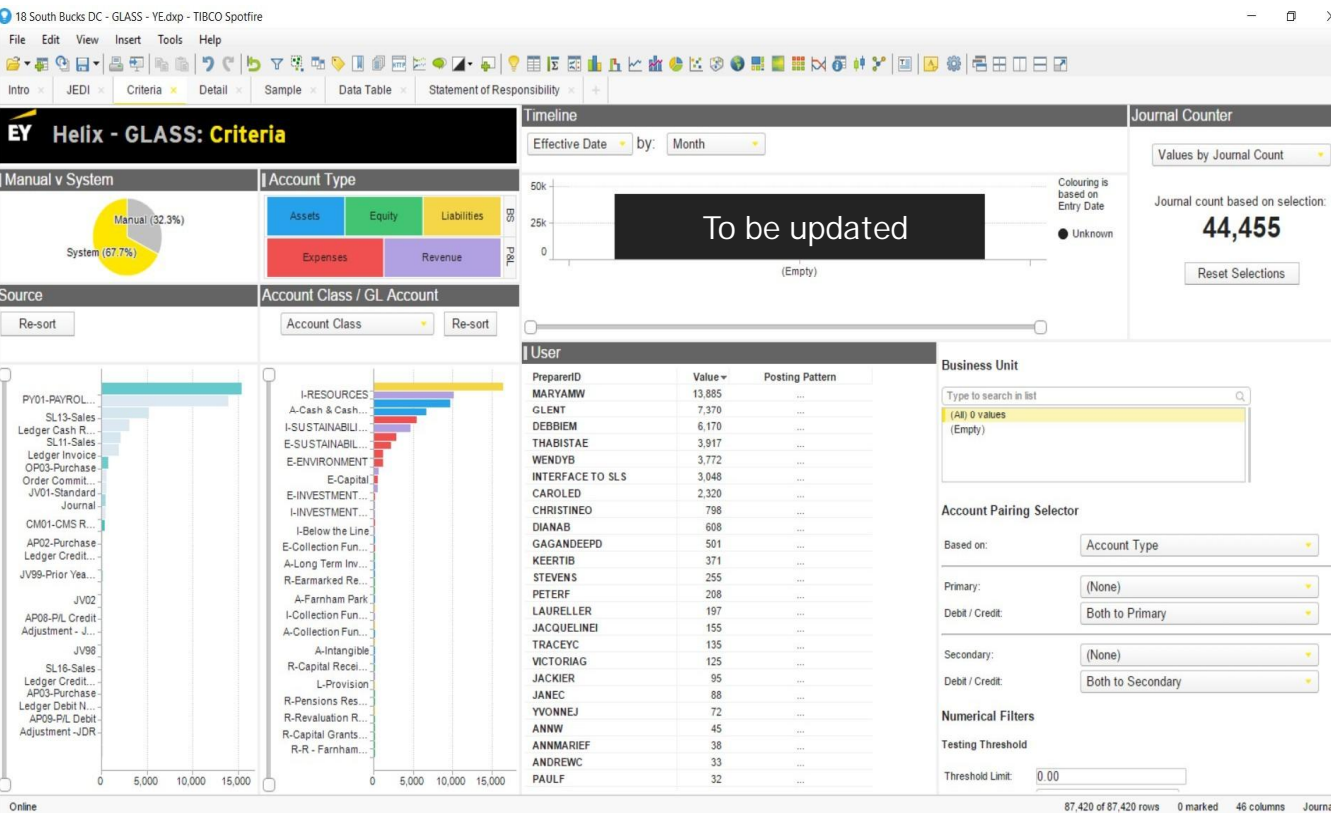 18 South Bucks DC - GLASS - YE.dxp - TIBCO Spotfire
File Edit View Insert Tools Help
Intro JEDI Criteria Detail Sample Data Table Statement of Responsibility
EY Helix - GLASS: Criteria
Timeline
Effective Date by: Month
50k
25k
0
To be updated
(Empty)
Colouring is
based on
Entry Date
Unknown
Journal Counter
Values by Journal Count
Journal count based on selection:
44,455
Reset Selections
Manual v System
Manual (32.3%)
System (67.7%)
Account Type
Assets Equity Liabilities BS
Expenses Revenue P&L
Source
Re-sort
Account Class / GL Account
Account Class Re-sort
PY01-PAYROL...
SL13-Sales
Ledger Cash R...
SL11-Sales
Ledger Invoice
OP03-Purchase
Order Commit...
JV01-Standard
Journal
CM01-CMS R...
AP02-Purchase
Ledger Credit...
JV99-Prior Yea...
JV02
AP08-P/L Credit
Adjustment - J...
JV98
SL16-Sales
Ledger Credit...
AP03-Purchase
Ledger Debit N...
AP09-P/L Debit
Adjustment -JDR
0 5,000 10,000 15,000
I-RESOURCES
A-Cash & Cash...
I-SUSTAINABILI...
E-SUSTAINABIL...
E-ENVIRONMENT
E-Capital
E-INVESTMENT...
I-INVESTMENT...
I-Below the Line
E-Collection Fun...
A-Long Term Inv...
R-Earmarked Re...
A-Farnham Park
I-Collection Fun...
A-Collection Fun...
A-Intangible
R-Capital Recei...
L-Provision
R-Pensions Res...
R-Revaluation R...
R-Capital Grants...
R-R - Farnham...
0 5,000 10,000 15,000
User
PreparerID Value Posting Pattern
MARYAMW 13,885 ...
GLENT 7,370 ...
DEBBIEM 6,170 ...
THABISTAE 3,917 ...
WENDYB 3,772 ...
INTERFACE TO SLS 3,048 ...
CAROLED 2,320 ...
CHRISTINEO 798 ...
DIANAB 608 ...
GAGANDEEPD 501 ...
KEERTIB 371 ...
STEVENS 255 ...
PETERF 208 ...
LAURELLER 197 ...
JACQUELINEI 155 ...
TRACEYC 135 ...
VICTORIAG 125 ...
JACKIER 95 ...
JANEC 88 ...
YVONNEJ 72 ...
ANNW 45 ...
ANNMARIEF 38 ...
ANDREWC 33 ...
PAULF 32 ...
Business Unit
Type to search in list
(All) 0 values
(Empty)
Account Pairing Selector
Based on: Account Type
Primary: (None)
Debit / Credit: Both to Primary
Secondary: (None)
Debit / Credit: Both to Secondary
Numerical Filters
Testing Threshold
Threshold Limit: 0.00
Online
87,420 of 87,420 rows 0 marked 46 columns Journa